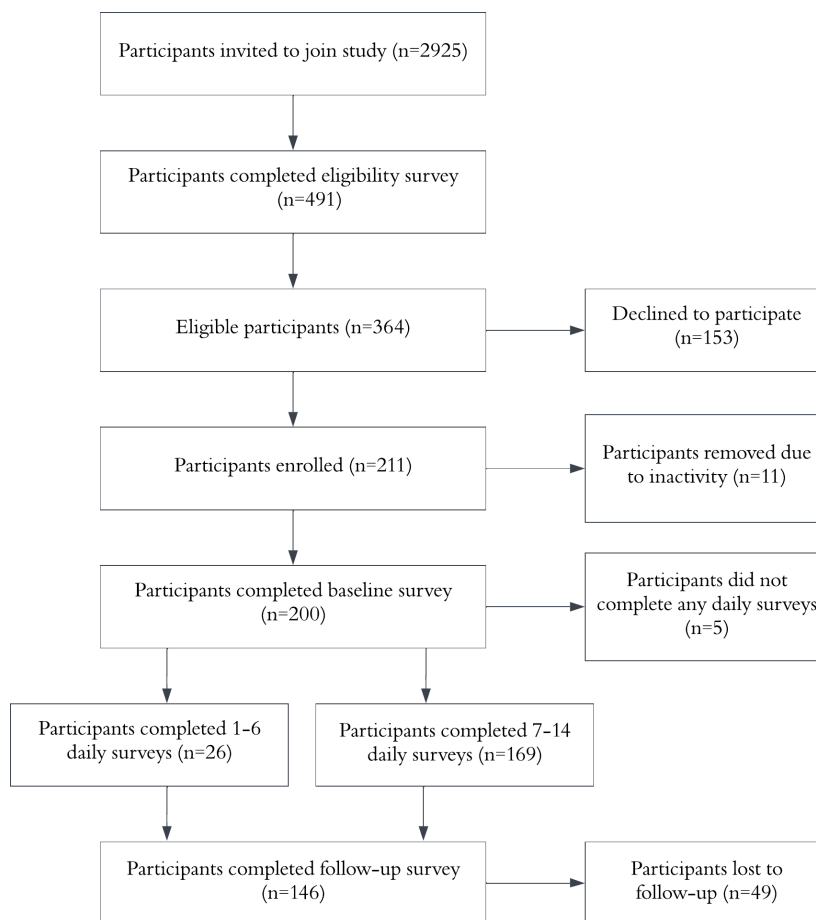 Participants invited to join study (n=2925)
Participants completed eligibility survey
(n=491)
Eligible participants (n=364)
Declined to participate
(n=153)
Participants enrolled (n=211)
Participants removed due
to inactivity (n=11)
Participants completed baseline survey
(n=200)
Participants did not
complete any daily surveys
(n=5)
Participants completed 1-6
daily surveys (n=26)
Participants completed 7-14
daily surveys (n=169)
Participants completed follow-up survey
(n=146)
Participants lost to
follow-up (n=49)